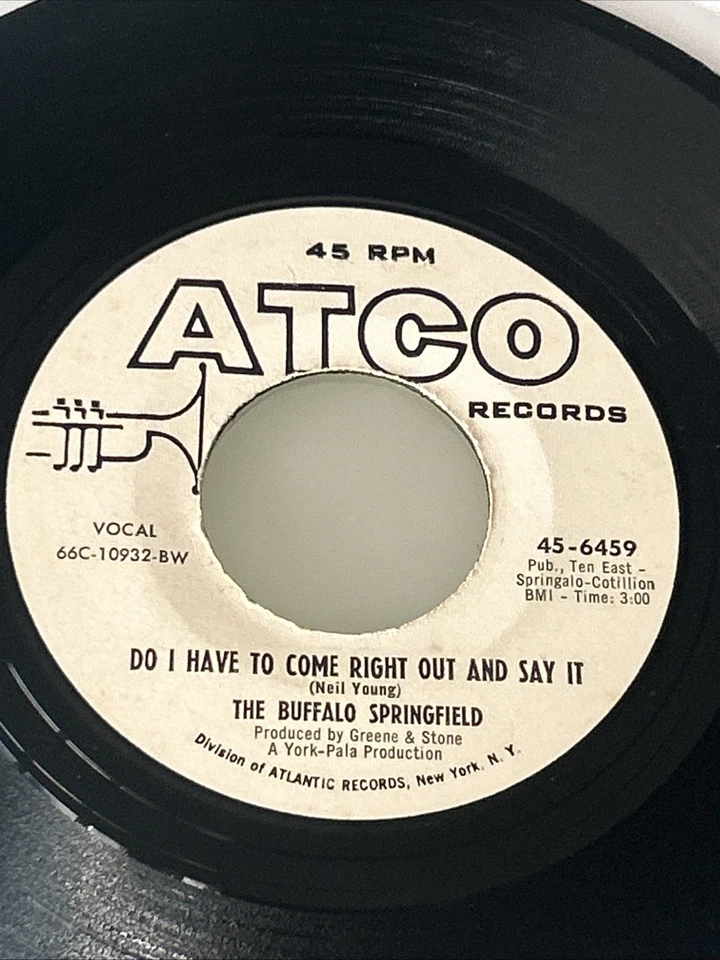 45 RPM
ATCO
RECORDS
VOCAL
66C-10932-BW
45-6459
Pub., Ten East -
Springalo-Cotillion
BMI - Time: 3:00
DO I HAVE TO COME RIGHT OUT AND SAY IT
(Neil Young)
THE BUFFALO SPRINGFIELD
Produced by Greene & Stone
A York-Pala Production
Division of ATLANTIC RECORDS, New York, N. Y.